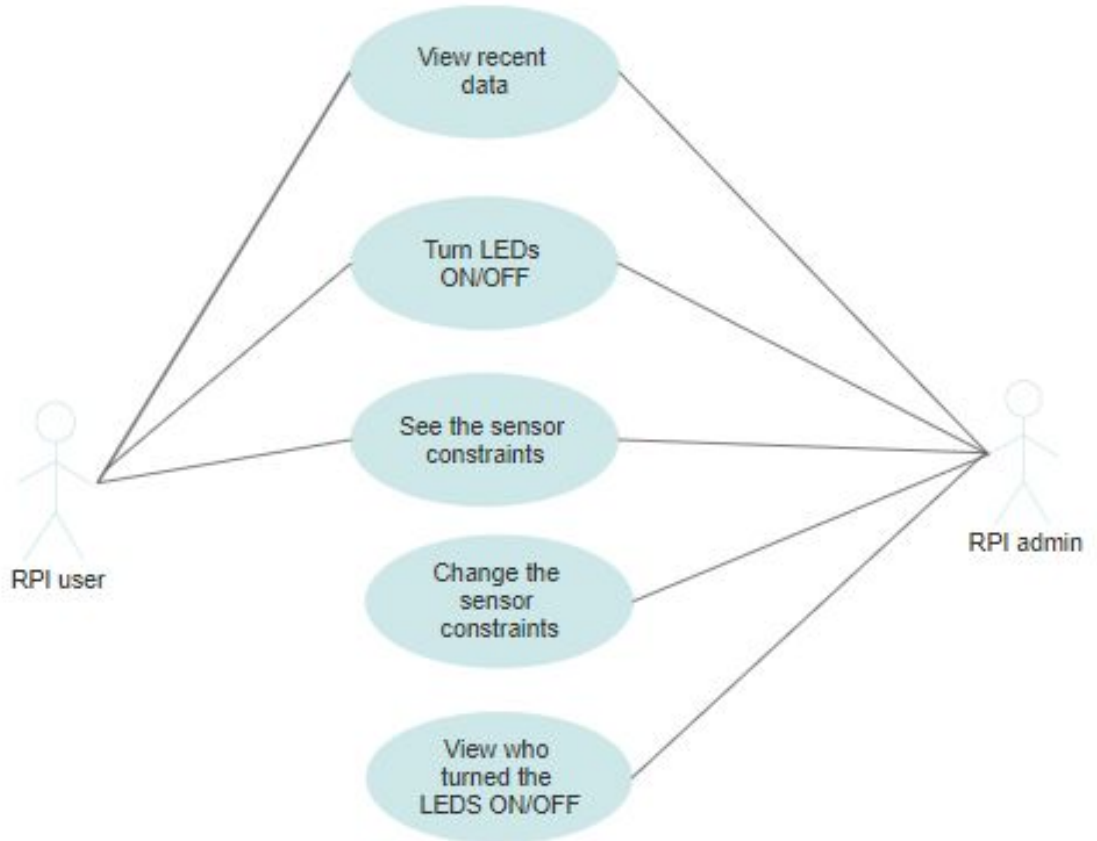 View recent
data
Turn LEDs
ON/OFF
See the sensor
constraints
RPI admin
RPI user
Change the
sensor
constraints
View who
turned the
LEDS ON/OFF